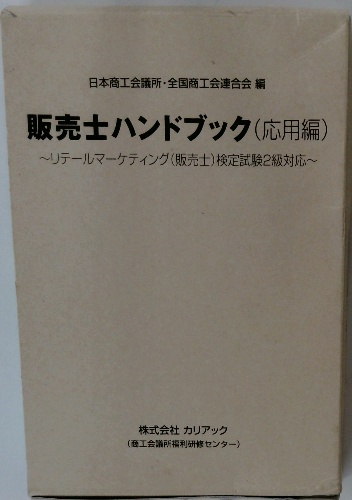 日本商工会議所・全国商工会連合会 編
販売士ハンドブック(応用編)
～リテールマーケティング(販売士)検定試験2級対応～
株式会社 カリアック
(商工会議所福利研修センター)